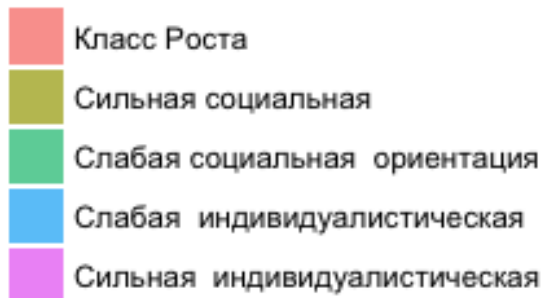 Класс Роста
Сильная социальная
Слабая социальная ориентация
Слабая индивидуалистическая
Сильная индивидуалистическая